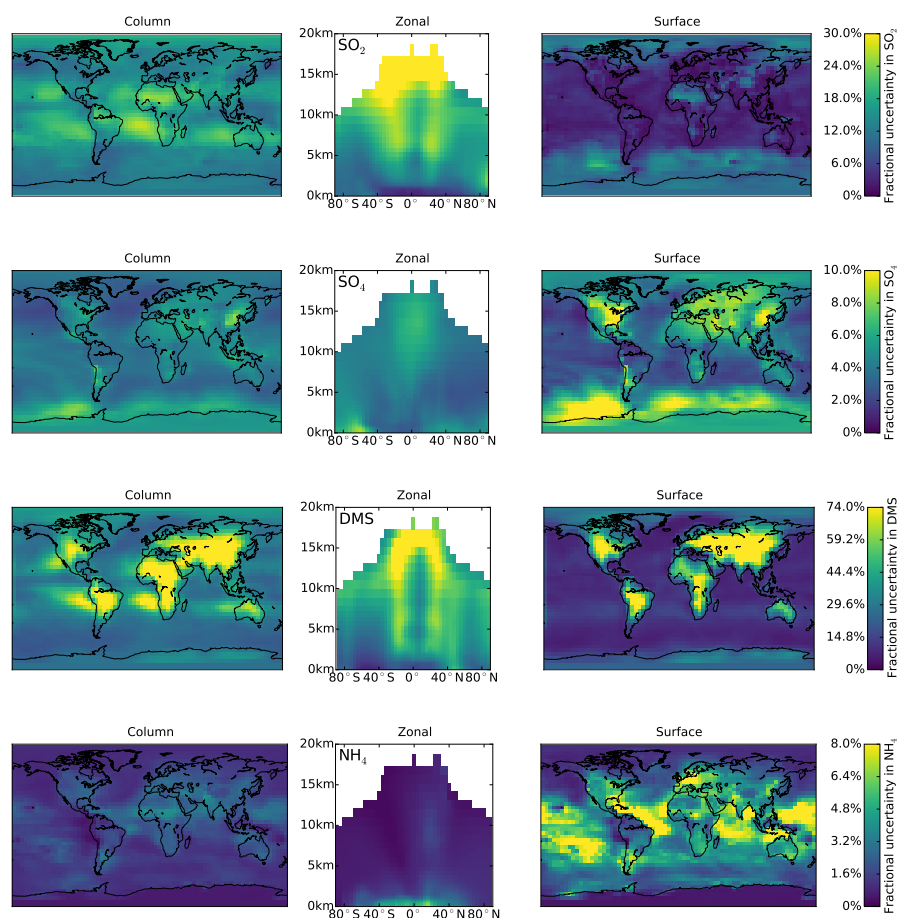 Column Zonal Surface
20km
15km
10km
5km
0km
SO₂
80°S 40°S 0° 40°N 80°N
30.0%
24.0%
18.0%
12.0%
6.0%
0%
Fractional uncertainty in SO₂
Column Zonal Surface
20km
15km
10km
5km
0km
SO₄
80°S 40°S 0° 40°N 80°N
10.0%
8.0%
6.0%
4.0%
2.0%
0%
Fractional uncertainty in SO₄
Column Zonal Surface
20km
15km
10km
5km
0km
DMS
80°S 40°S 0° 40°N 80°N
74.0%
59.2%
44.4%
29.6%
14.8%
0%
Fractional uncertainty in DMS
Column Zonal Surface
20km
15km
10km
5km
0km
NH₄
80°S 40°S 0° 40°N 80°N
8.0%
6.4%
4.8%
3.2%
1.6%
0%
Fractional uncertainty in NH₄